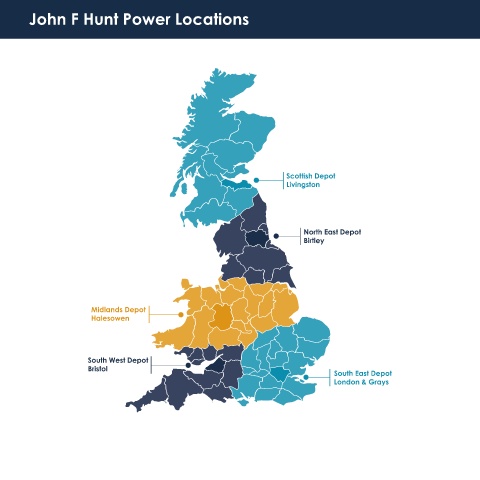 John F Hunt Power Locations
Scottish Depot
Livingston
North East Depot
Birtley
Midlands Depot
Halesowen
South West Depot
Bristol
South East Depot
London & Grays